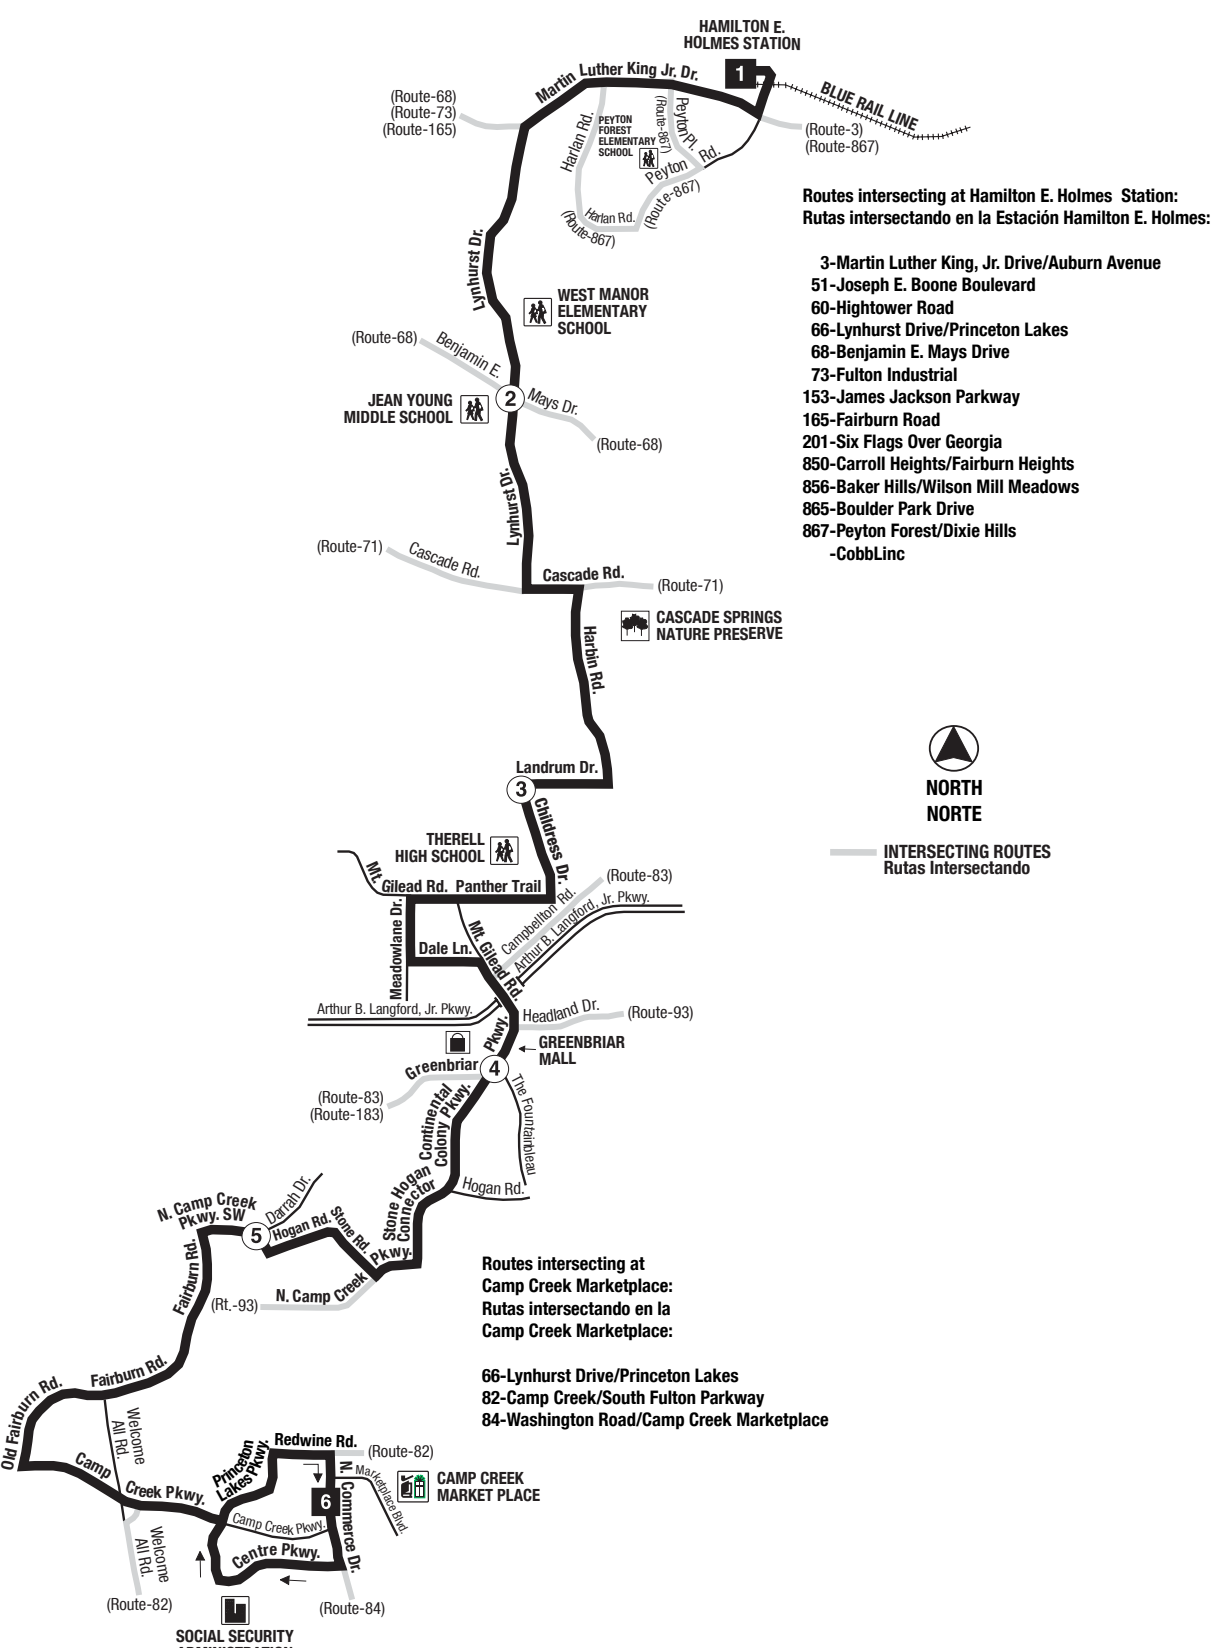 HAMILTON E.
HOLMES STATION
1
Martin Luther King Jr. Dr.
BLUE RAIL LINE
(Route-68)
(Route-73)
(Route-165)
(Route-3)
(Route-867)
Harlan Rd.
PEYTON
FOREST
ELEMENTARY
SCHOOL
(Route-867)
Peyton Pl.
Peyton Rd.
(Route-867)
Harlan Rd.
(Route-867)
Routes intersecting at Hamilton E. Holmes Station:
Rutas intersectando en la Estación Hamilton E. Holmes:
3-Martin Luther King, Jr. Drive/Auburn Avenue
51-Joseph E. Boone Boulevard
60-Hightower Road
66-Lynhurst Drive/Princeton Lakes
68-Benjamin E. Mays Drive
73-Fulton Industrial
153-James Jackson Parkway
165-Fairburn Road
201-Six Flags Over Georgia
850-Carroll Heights/Fairburn Heights
856-Baker Hills/Wilson Mill Meadows
865-Boulder Park Drive
867-Peyton Forest/Dixie Hills
-CobbLinc
Lynhurst Dr.
WEST MANOR
ELEMENTARY
SCHOOL
(Route-68)
Benjamin E.
Mays Dr.
2
JEAN YOUNG
MIDDLE SCHOOL
(Route-68)
Lynhurst Dr.
(Route-71)
Cascade Rd.
Cascade Rd.
(Route-71)
CASCADE SPRINGS
NATURE PRESERVE
Harbin Rd.
NORTH
NORTE
INTERSECTING ROUTES
Rutas Intersectando
Landrum Dr.
3
Childress Dr.
THERELL
HIGH SCHOOL
Mt.
Gilead Rd.
Panther Trail
(Route-83)
Campbellton Rd.
Arthur B. Langford, Jr. Pkwy.
Meadowlane Dr.
Dale Ln.
Mt. Gilead Rd.
Arthur B. Langford, Jr. Pkwy.
Headland Dr.
(Route-93)
GREENBRIAR
MALL
Greenbriar
Pkwy.
4
(Route-83)
(Route-183)
Continental
Colony Pkwy.
The Fountainbleau
Hogan Rd.
Stone Hogan
Connector
N. Camp Creek
Pkwy. SW
Darrah Dr.
5
Hogan Rd.
Stone Rd.
N. Camp Creek
Pkwy.
(Rt.-93)
Fairburn Rd.
Routes intersecting at
Camp Creek Marketplace:
Rutas intersectando en la
Camp Creek Marketplace:
66-Lynhurst Drive/Princeton Lakes
82-Camp Creek/South Fulton Parkway
84-Washington Road/Camp Creek Marketplace
Fairburn Rd.
Old Fairburn Rd.
Welcome
All Rd.
Camp
Creek Pkwy.
Princeton
Lakes Pkwy.
Redwine Rd.
(Route-82)
N. Commerce Dr.
Marketplace Blvd.
CAMP CREEK
MARKET PLACE
6
Camp Creek Pkwy.
Centre Pkwy.
Welcome
All Rd.
(Route-82)
(Route-84)
SOCIAL SECURITY
ADMINISTRATION